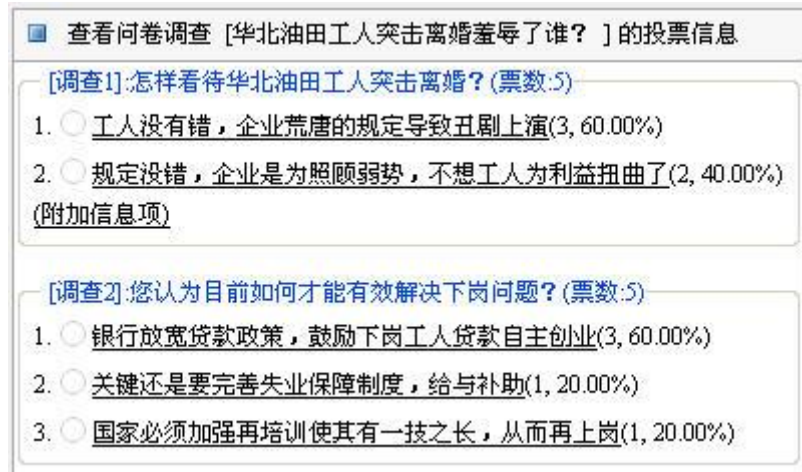 查看问卷调查 [华北油田工人突击离婚羞辱了谁？ ] 的投票信息
[调查1]:怎样看待华北油田工人突击离婚？(票数:5)
1. 工人没有错，企业荒唐的规定导致丑剧上演(3, 60.00%)
2. 规定没错，企业是为照顾弱势，不想工人为利益扭曲了(2, 40.00%)
(附加信息项)
[调查2]:您认为目前如何才能有效解决下岗问题？(票数:5)
1. 银行放宽贷款政策，鼓励下岗工人贷款自主创业(3, 60.00%)
2. 关键还是要完善失业保障制度，给与补助(1, 20.00%)
3. 国家必须加强再培训使其有一技之长，从而再上岗(1, 20.00%)